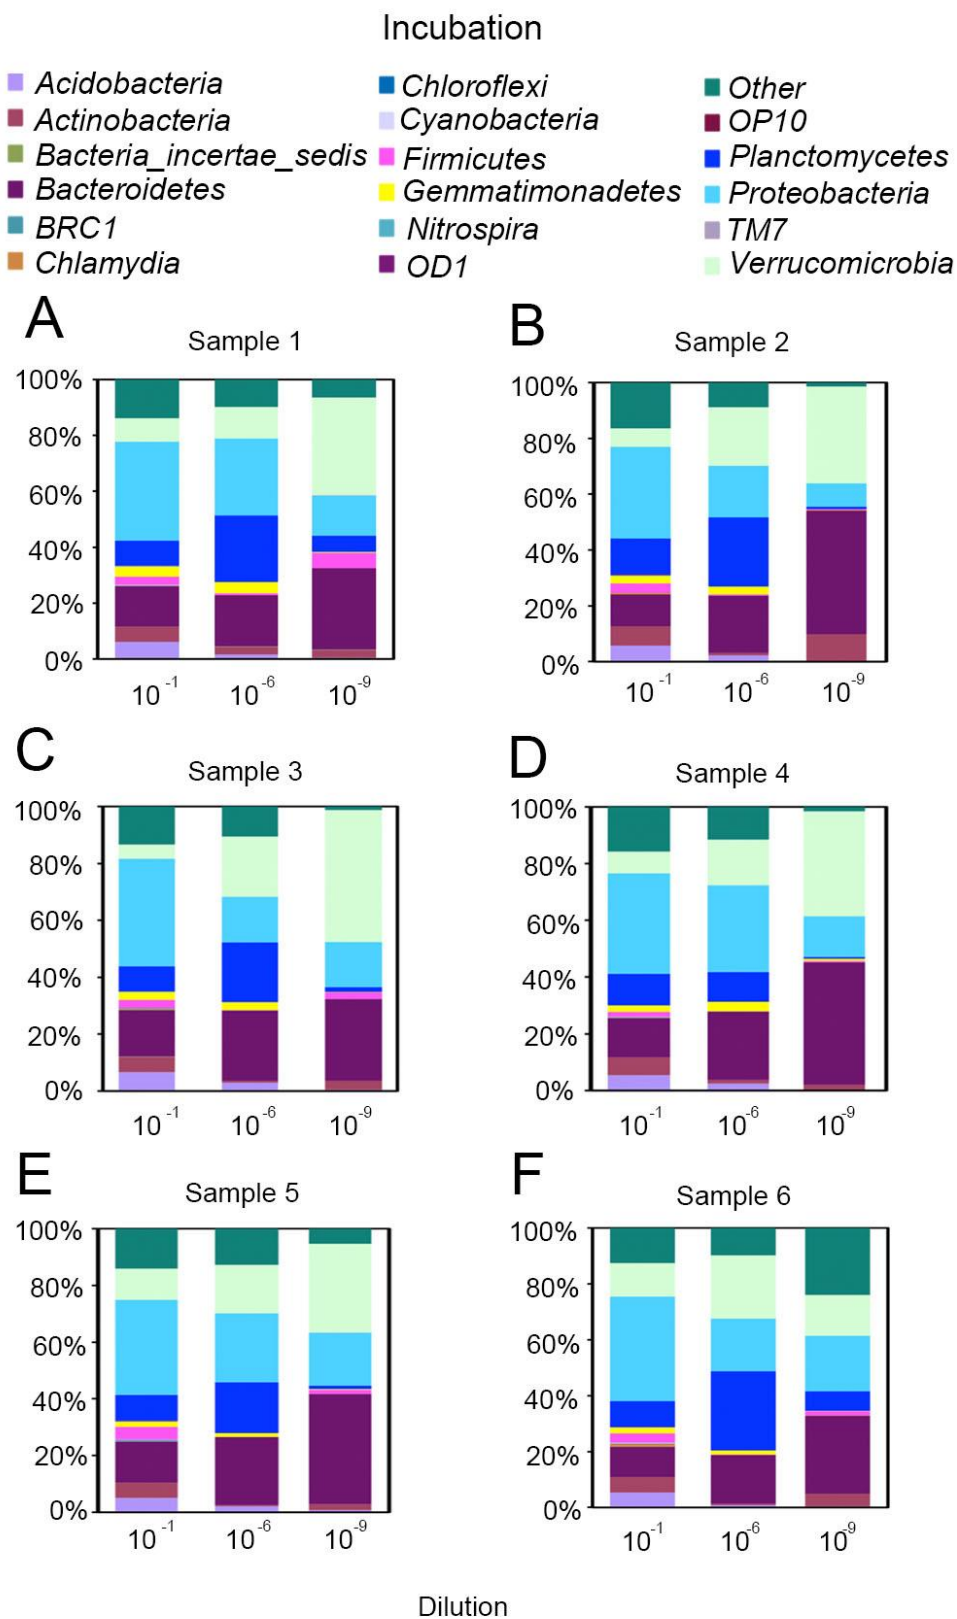 Incubation
Acidobacteria
Actinobacteria
Bacteria_incertae_sedis
Bacteroidetes
BRC1
Chlamydia
Chloroflexi
Cyanobacteria
Firmicutes
Gemmatimonadetes
Nitrospira
OD1
Other
OP10
Planctomycetes
Proteobacteria
TM7
Verrucomicrobia
A
Sample 1
100%
80%
60%
40%
20%
0%
10⁻¹ 10⁻⁶ 10⁻⁹
B
Sample 2
100%
80%
60%
40%
20%
0%
10⁻¹ 10⁻⁶ 10⁻⁹
C
Sample 3
100%
80%
60%
40%
20%
0%
10⁻¹ 10⁻⁶ 10⁻⁹
D
Sample 4
100%
80%
60%
40%
20%
0%
10⁻¹ 10⁻⁶ 10⁻⁹
E
Sample 5
100%
80%
60%
40%
20%
0%
10⁻¹ 10⁻⁶ 10⁻⁹
F
Sample 6
100%
80%
60%
40%
20%
0%
10⁻¹ 10⁻⁶ 10⁻⁹
Dilution